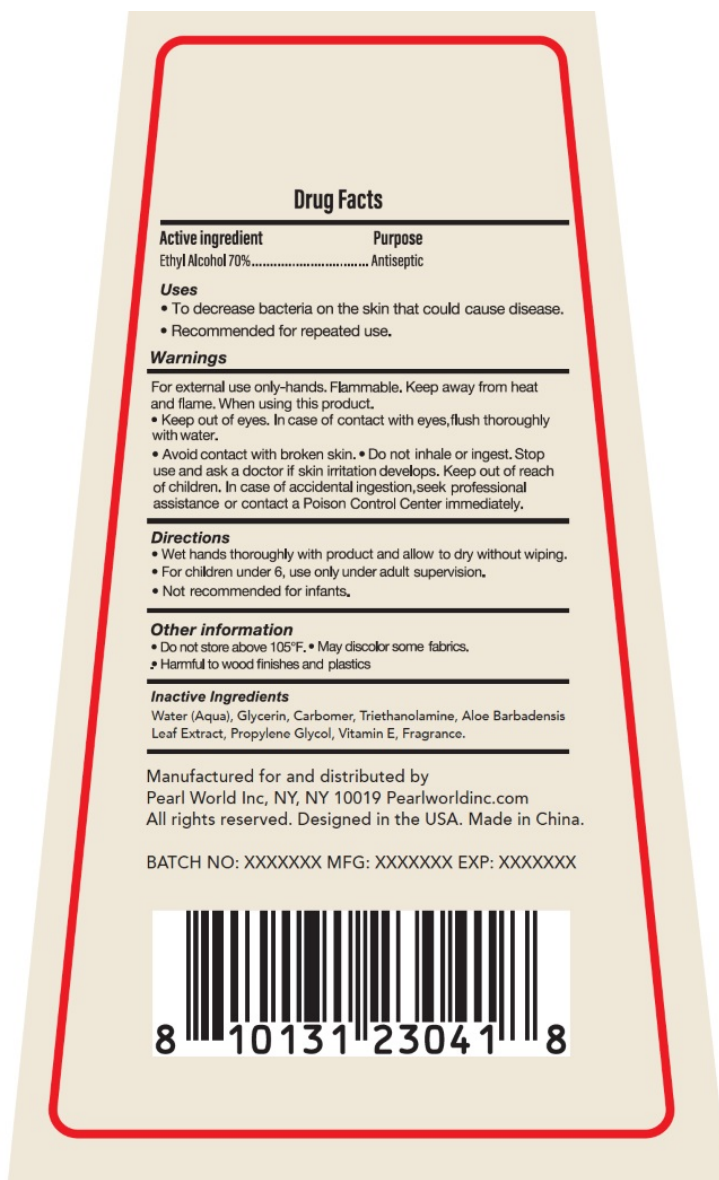 Drug Facts
Active ingredient Purpose
Ethyl Alcohol 70%................................ Antiseptic
Uses
• To decrease bacteria on the skin that could cause disease.
• Recommended for repeated use.
Warnings
For external use only-hands. Flammable. Keep away from heat
and flame. When using this product.
• Keep out of eyes. In case of contact with eyes,flush thoroughly
with water.
• Avoid contact with broken skin. • Do not inhale or ingest. Stop
use and ask a doctor if skin irritation develops. Keep out of reach
of children. In case of accidental ingestion,seek professional
assistance or contact a Poison Control Center immediately.
Directions
• Wet hands thoroughly with product and allow to dry without wiping.
• For children under 6, use only under adult supervision.
• Not recommended for infants.
Other information
• Do not store above 105°F. • May discolor some fabrics.
.• Harmful to wood finishes and plastics
Inactive Ingredients
Water (Aqua), Glycerin, Carbomer, Triethanolamine, Aloe Barbadensis
Leaf Extract, Propylene Glycol, Vitamin E, Fragrance.
Manufactured for and distributed by
Pearl World Inc, NY, NY 10019 Pearlworldinc.com
All rights reserved. Designed in the USA. Made in China.
BATCH NO: XXXXXXX MFG: XXXXXXX EXP: XXXXXXX
8 10131 23041 8